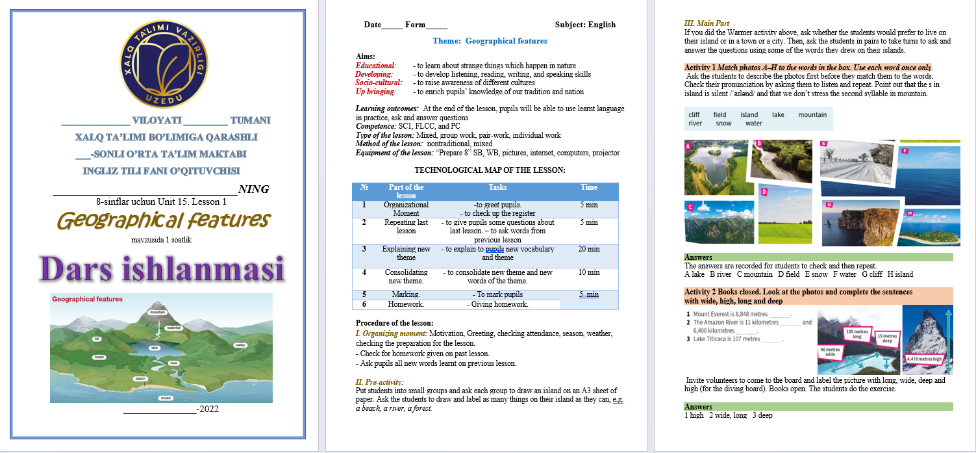 XALQ TALIMI VAZIRLIGI
UZEDU
____________ VILOYATI ________ TUMANI
XALQ TA’LIMI BO’LIMIGA QARASHLI
___-SONLI O’RTA TA’LIM MAKTABI
INGLIZ TILI FANI O’QITUVCHISI
______________________________NING
8-sinflar uchun Unit 15. Lesson 1
Geographical features
mavzusida 1 soatlik
Dars ishlanmasi
Geographical features
mountain
______________-2022
Date_____ Form_____ Subject: English
Theme: Geographical features
Aims:
Educational: - to learn about strange things which happen in nature
Developing: - to develop listening, reading, writing, and speaking skills
Socio-cultural: - to raise awareness of different cultures
Up bringing: - to enrich pupils’ knowledge of our tradition and nation
Learning outcomes: At the end of the lesson, pupils will be able to use learnt language
in practice, ask and answer questions
Competence: SC1, FLCC, and PC
Type of the lesson: Mixed, group work, pair-work, individual work
Method of the lesson: nontraditional, mixed
Equipment of the lesson: “Prepare 8” SB, WB, pictures, internet, computers, projector
TECHNOLOGICAL MAP OF THE LESSON:
№ Part of the lesson Tasks Time
1 Organizational Moment -to greet pupils. - to check up the register 5 min
2 Repeating last lesson - to give pupils some questions about last lesson. – to ask words from previous lesson 5 min
3 Explaining new theme - to explain to pupils new vocabulary and theme 20 min
4 Consolidating new theme. - to consolidate new theme and new words of the theme. 10 min
5 Marking. - To mark pupils 5 min
6 Homework. - Giving homework.
Procedure of the lesson:
I. Organizing moment: Motivation, Greeting, checking attendance, season, weather,
checking the preparation for the lesson.
- Check for homework given on past lesson.
- Ask pupils all new words learnt on previous lesson.
II. Pre-activity:
Put students into small groups and ask each group to draw an island on an A3 sheet of
paper. Ask the students to draw and label as many things on their island as they can, e.g.
a beach, a river, a forest.
III. Main Part
If you did the Warmer activity above, ask whether the students would prefer to live on
their island or in a town or a city. Then, ask the students in pairs to take turns to ask and
answer the questions using some of the words they drew on their islands.
Activity 1 Match photos A–H to the words in the box. Use each word once only.
Ask the students to describe the photos first before they match them to the words.
Check their pronunciation by asking them to listen and repeat. Point out that the s in
island is silent /ˈaɪlənd/ and that we don’t stress the second syllable in mountain.
cliff field island lake mountain
river snow water
A
B
E
F
C
D
G
H
Answers
The answers are recorded for students to check and then repeat.
A lake B river C mountain D field E snow F water G cliff H island
Activity 2 Books closed. Look at the photos and complete the sentences
with wide, high, long and deep
1 Mount Everest is 8,848 metres ______.
2 The Amazon River is 11 kilometres ______ and
6,400 kilometres ______.
3 Lake Titicaca is 107 metres ______.
100 metres long
15 metres deep
40 metres wide
4,478 metres high
Invite volunteers to come to the board and label the picture with long, wide, deep and
high (for the diving board). Books open. The students do the exercise.
Answers
1 high 2 wide, long 3 deep